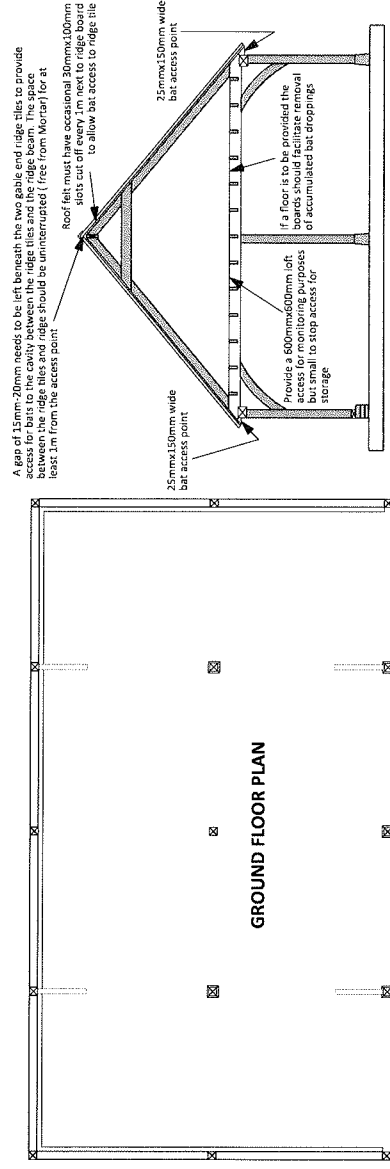 A gap of 15mm-20mm needs to be left beneath the two gable end ridge tiles to provide
access for bats to the cavity between the ridge tiles and the ridge beam. The space
between the ridge tiles and ridge should be uninterrupted ( free from Mortar) for at
least 1m from the access point
Roof felt must have occasional 30mmx100mm
slots cut off every 1m next to ridge board
to allow bat access to ridge tile
25mmx150mm wide
bat access point
25mmx150mm wide
bat access point
Provide a 600mmx600mm loft
access for monitoring purposes
but small to stop access for
storage
If a floor is to be provided the
boards should facilitate removal
of accumulated bat droppings
GROUND FLOOR PLAN